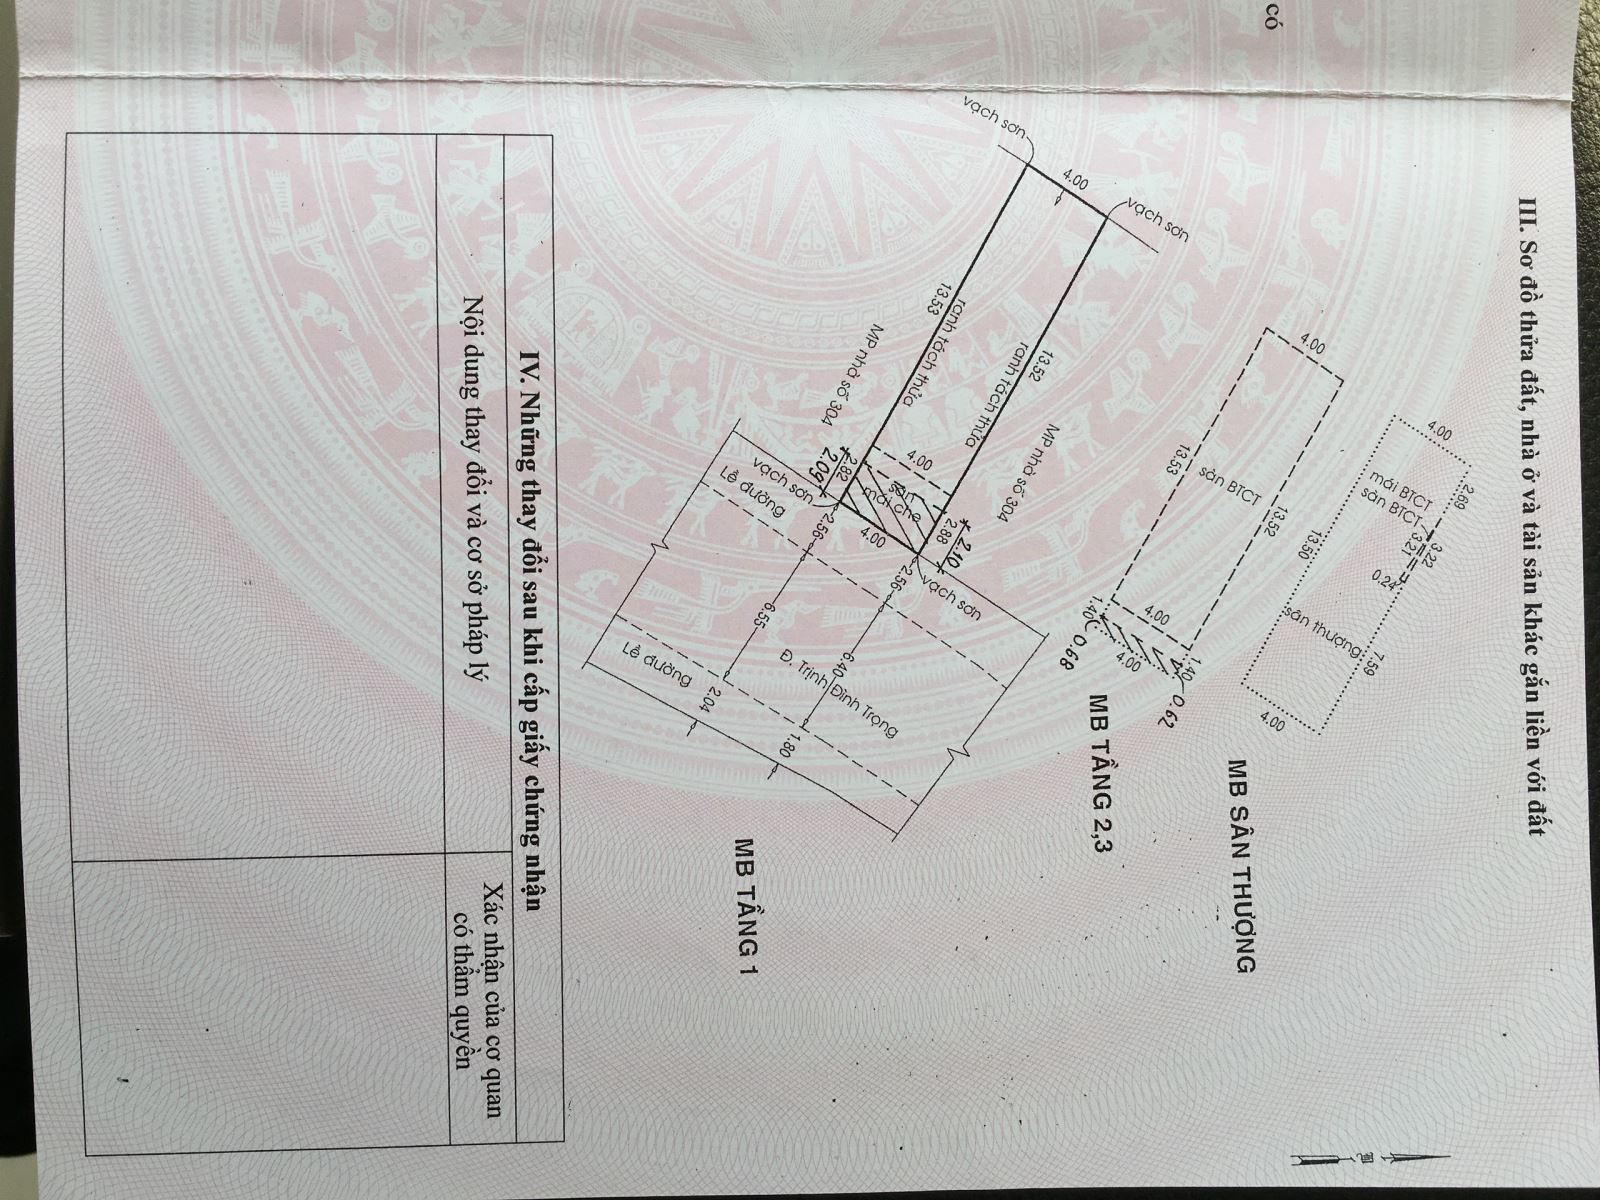 có
III. Sơ đồ thửa đất, nhà ở và tài sản khác gắn liền với đất
4.00
2.69
mái BTCT
sàn BTCT
3.22
3.21
0.24
13.50
sân thượng
7.59
4.00
MB SÂN THƯỢNG
4.00
13.53
sàn BTCT
13.52
4.00
1.40
1.40
4.00
0.68
0.62
MB TẦNG 2,3
vạch sơn
4.00
vạch sơn
13.53
ranh tách thửa
13.52
ranh tách thửa
MP nhà số 304
MP nhà số 304
4.00
sân
mái che
2.82
2.09
2.88
2.10
4.00
vạch sơn
vạch sơn
Lề đường
2.56
2.56
6.55
6.40
Đ. Trịnh Đình Trọng
Lề đường
2.04
1.80
MB TẦNG 1
IV. Những thay đổi sau khi cấp giấy chứng nhận
Nội dung thay đổi và cơ sở pháp lý
Xác nhận của cơ quan
có thẩm quyền